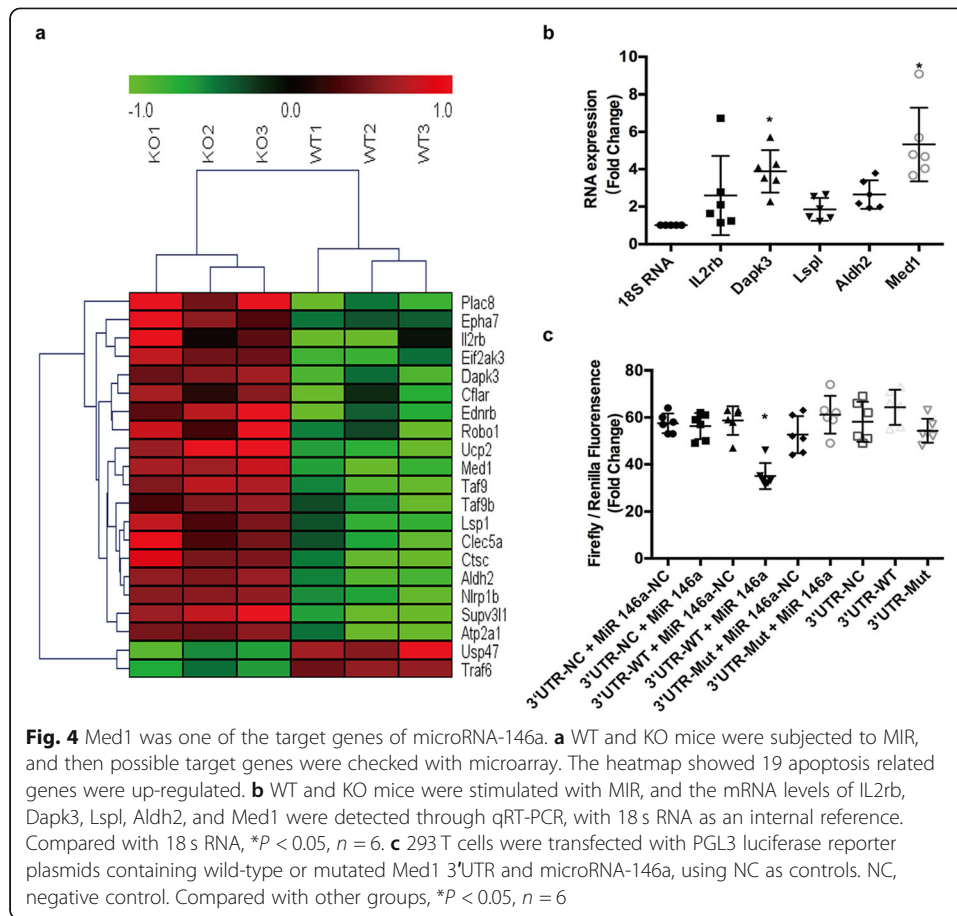 a
-1.0 0.0 1.0
KO1 KO2 KO3 WT1 WT2 WT3
Plac8
Epha7
Il2rb
Eif2ak3
Dapk3
Cflar
Ednrb
Robo1
Ucp2
Med1
Taf9
Taf9b
Lsp1
Clec5a
Ctsc
Aldh2
Nlrp1b
Supv3l1
Atp2a1
Usp47
Traf6
b
RNA expression
(Fold Change)
10
8
6
4
2
0
*
*
18S RNA
IL2rb
Dapk3
Lspl
Aldh2
Med1
c
Firefly / Renilla Fluorensence
(Fold Change)
80
60
40
20
0
*
3'UTR-NC + MiR 146a-NC
3'UTR-NC + MiR 146a
3'UTR-WT + MiR 146a-NC
3'UTR-WT + MiR 146a
3'UTR-Mut + MiR 146a-NC
3'UTR-Mut + MiR 146a
3'UTR-NC
3'UTR-WT
3'UTR-Mut
Fig. 4 Med1 was one of the target genes of microRNA-146a. a WT and KO mice were subjected to MIR,
and then possible target genes were checked with microarray. The heatmap showed 19 apoptosis related
genes were up-regulated. b WT and KO mice were stimulated with MIR, and the mRNA levels of IL2rb,
Dapk3, Lspl, Aldh2, and Med1 were detected through qRT-PCR, with 18 s RNA as an internal reference.
Compared with 18 s RNA, *P < 0.05, n = 6. c 293 T cells were transfected with PGL3 luciferase reporter
plasmids containing wild-type or mutated Med1 3'UTR and microRNA-146a, using NC as controls. NC,
negative control. Compared with other groups, *P < 0.05, n = 6